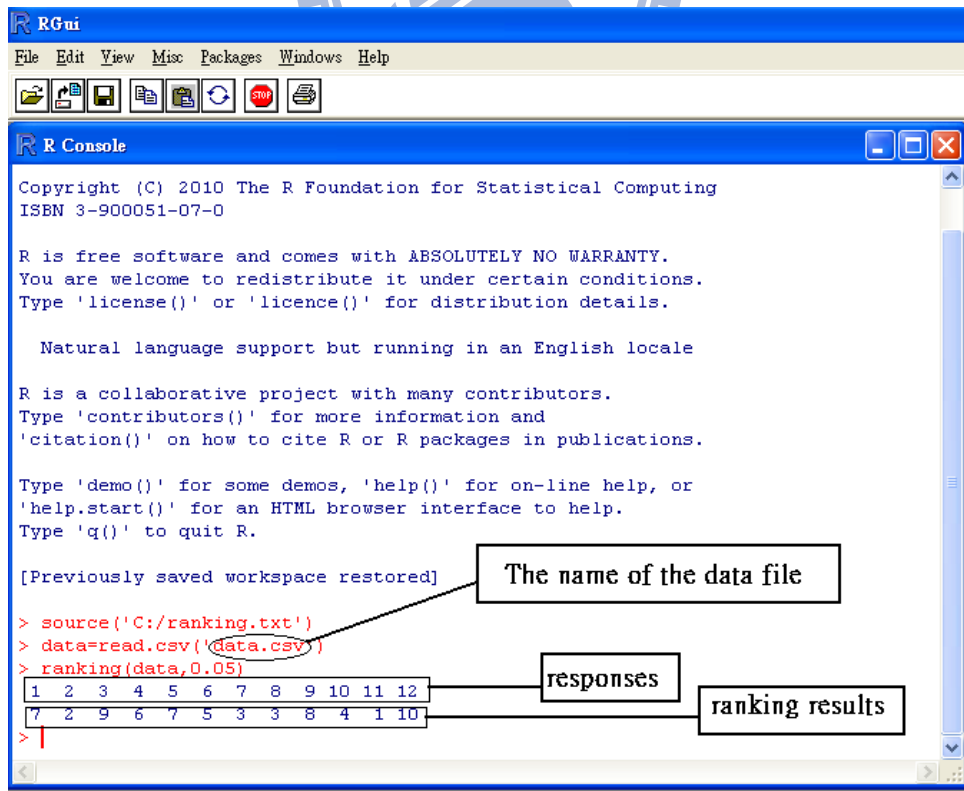 RGui
File Edit View Misc Packages Windows Help
STOP
R Console
Copyright (C) 2010 The R Foundation for Statistical Computing
ISBN 3-900051-07-0
R is free software and comes with ABSOLUTELY NO WARRANTY.
You are welcome to redistribute it under certain conditions.
Type 'license()' or 'licence()' for distribution details.
Natural language support but running in an English locale
R is a collaborative project with many contributors.
Type 'contributors()' for more information and
'citation()' on how to cite R or R packages in publications.
Type 'demo()' for some demos, 'help()' for on-line help, or
'help.start()' for an HTML browser interface to help.
Type 'q()' to quit R.
[Previously saved workspace restored]
The name of the data file
> source('C:/ranking.txt')
> data=read.csv('data.csv')
> ranking(data,0.05)
responses
1 2 3 4 5 6 7 8 9 10 11 12
ranking results
7 2 9 6 7 5 3 3 8 4 1 10
>